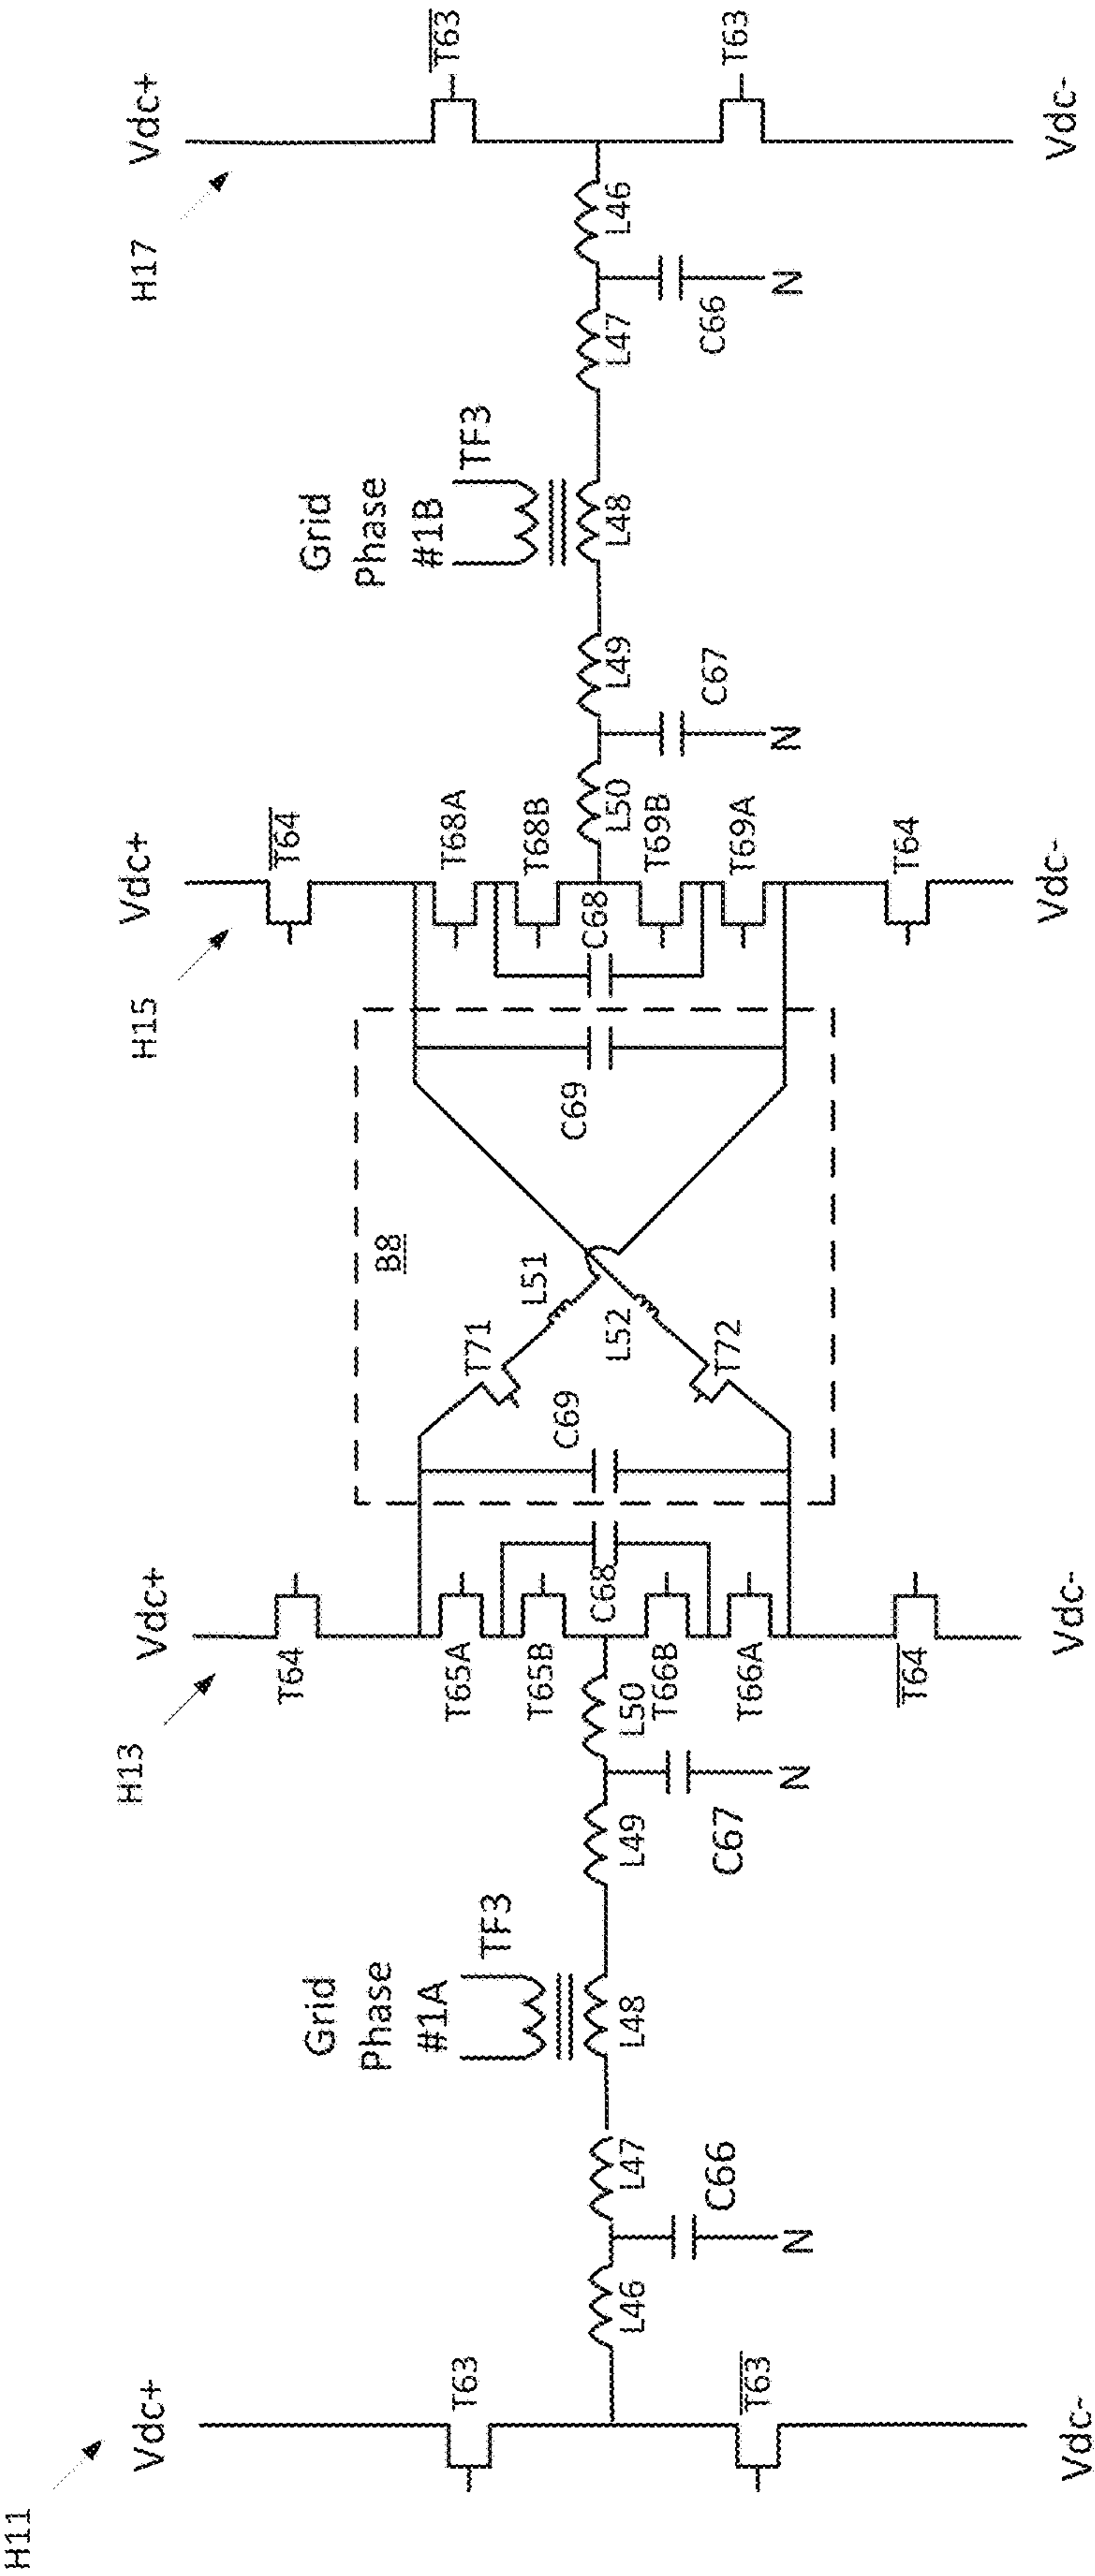 H11
Vdc+
T63
T63
Vdc-
L46
C66
N
L47
Grid
Phase
#1A
TF3
L48
L49
C67
N
L50
H13
Vdc+
T64
T65A
T65B
T66B
T66A
T64
Vdc-
C68
C69
B8
T71
L51
L52
T72
C69
C68
H15
Vdc+
T64
T68A
T68B
T69B
T69A
T64
Vdc-
L50
C67
N
L49
Grid
Phase
#1B
TF3
L48
L47
C66
N
L46
H17
Vdc+
T63
T63
Vdc-